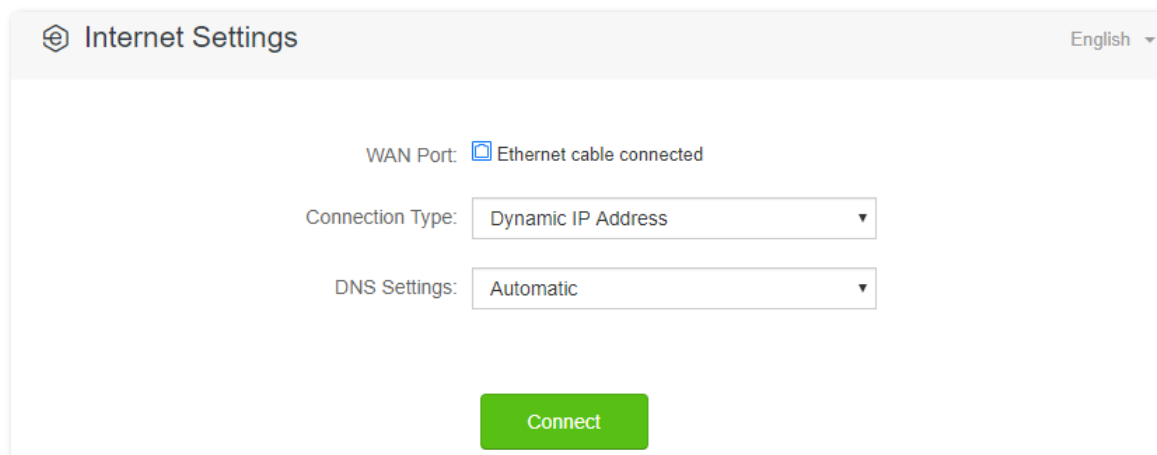 Internet Settings
English
WAN Port: Ethernet cable connected
Connection Type: Dynamic IP Address
DNS Settings: Automatic
Connect